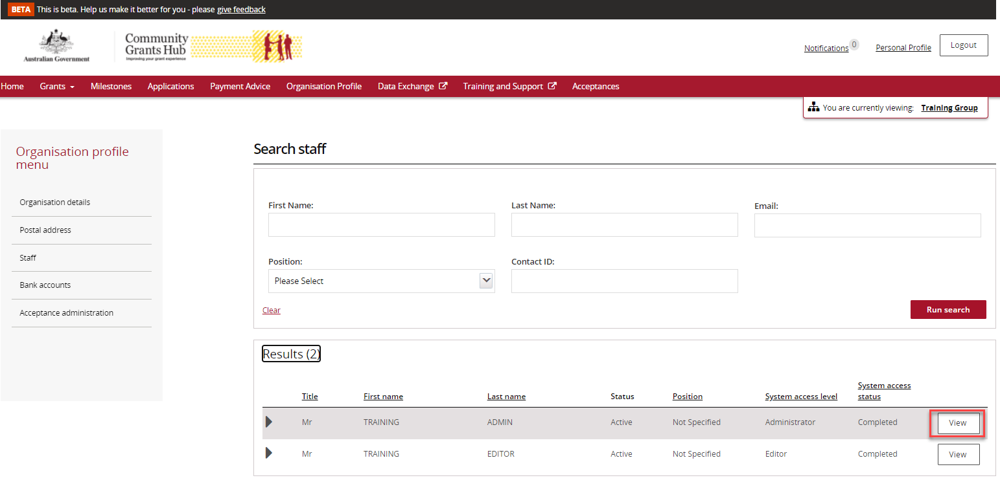 BETA This is beta. Help us make it better for you - please give feedback
Australian Government
Community
Grants Hub
Improving your grant experience
Notifications 0 Personal Profile Logout
Home Grants Milestones Applications Payment Advice Organisation Profile Data Exchange Training and Support Acceptances
You are currently viewing: Training Group
Organisation profile
menu
Organisation details
Postal address
Staff
Bank accounts
Acceptance administration
Search staff
First Name: Last Name: Email:
Position: Contact ID:
Please Select
Clear Run search
Results (2)
Title First name Last name Status Position System access level System access
status
Mr TRAINING ADMIN Active Not Specified Administrator Completed View
Mr TRAINING EDITOR Active Not Specified Editor Completed View